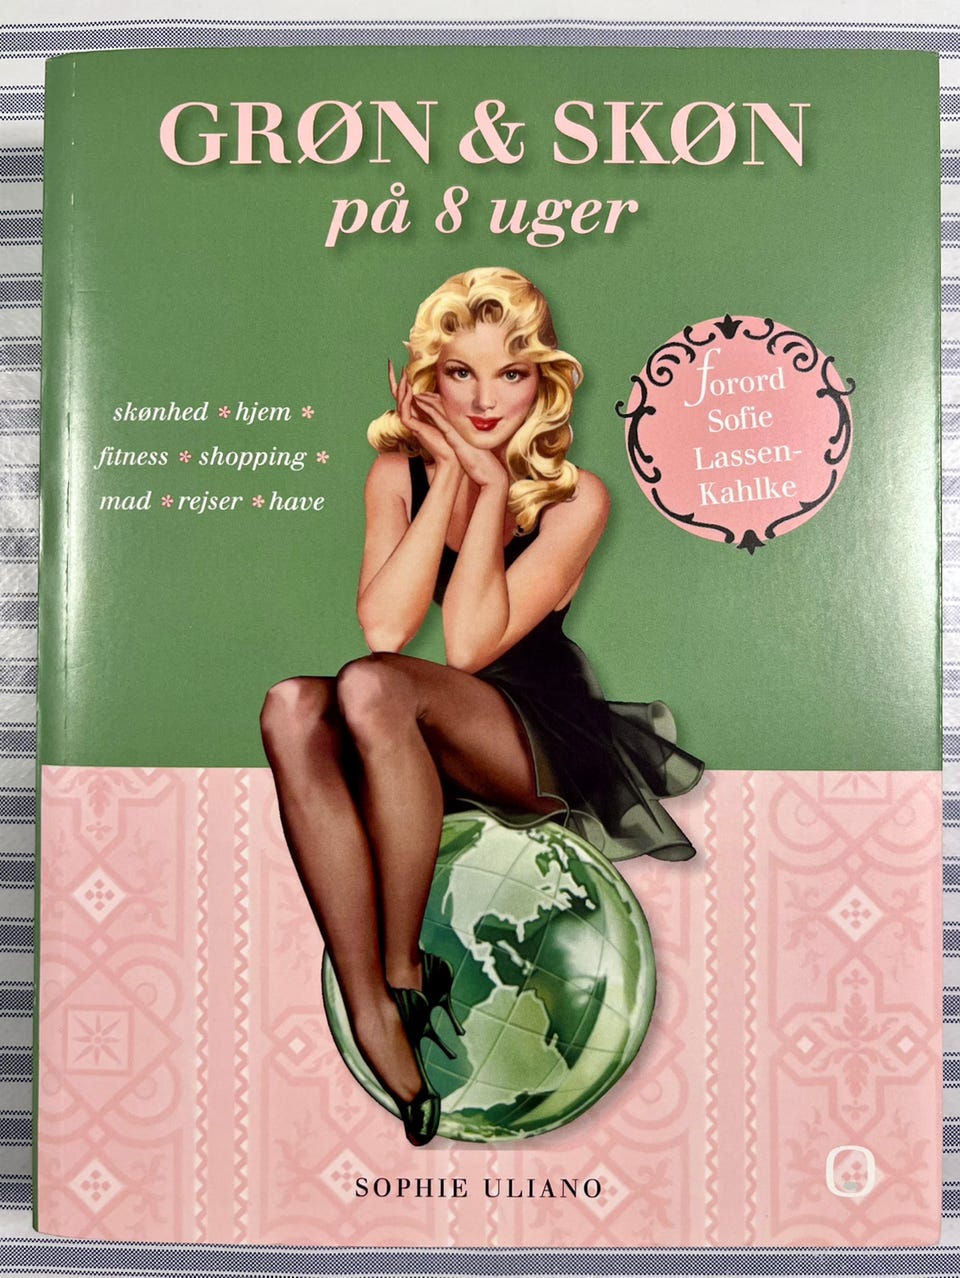 GRØN & SKØN
på 8 uger
skønhed * hjem *
fitness * shopping *
mad * rejser * have
forord
Sofie
Lassen-
Kahlke
SOPHIE ULIANO